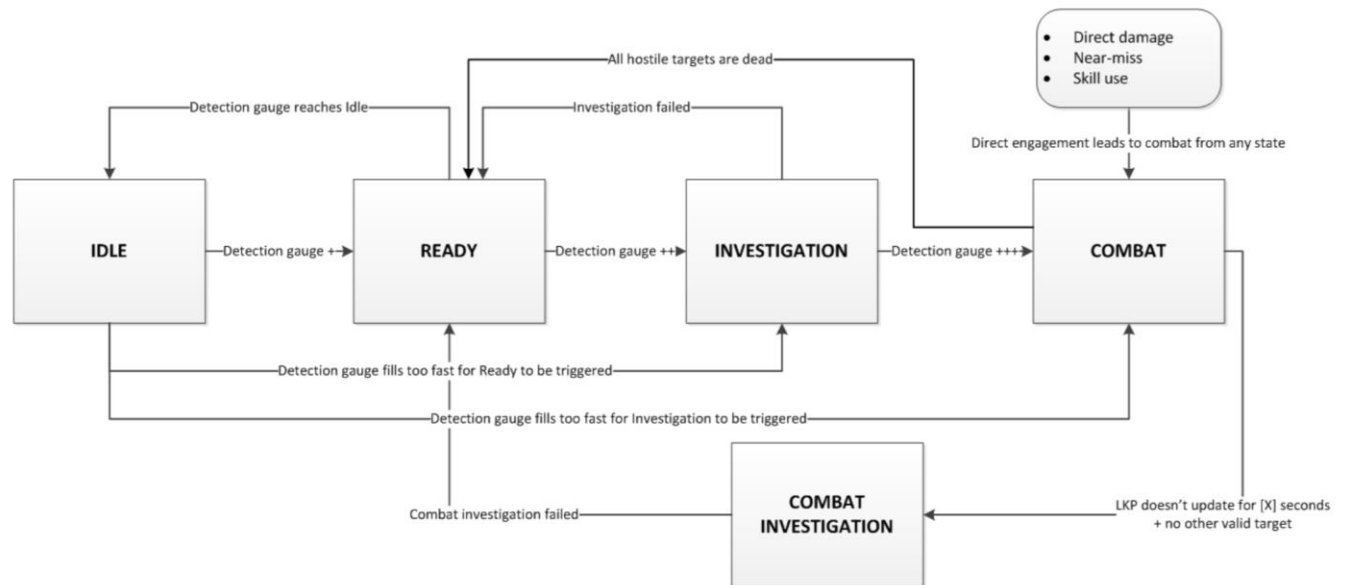 • Direct damage
• Near-miss
• Skill use
All hostile targets are dead
Detection gauge reaches Idle
Investigation failed
Direct engagement leads to combat from any state
IDLE
Detection gauge +
READY
Detection gauge ++
INVESTIGATION
Detection gauge +++
COMBAT
Detection gauge fills too fast for Ready to be triggered
Detection gauge fills too fast for Investigation to be triggered
COMBAT
INVESTIGATION
Combat investigation failed
LKP doesn’t update for [X] seconds
+ no other valid target